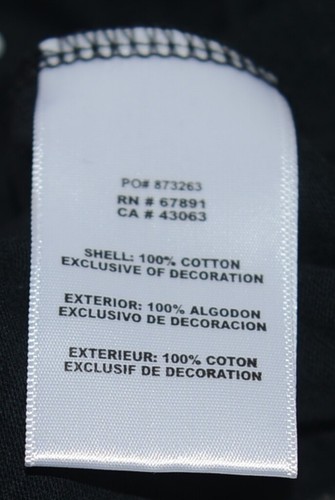 PO# 873263
RN # 67891
CA # 43063
SHELL: 100% COTTON
EXCLUSIVE OF DECORATION
EXTERIOR: 100% ALGODON
EXCLUSIVO DE DECORACION
EXTERIEUR: 100% COTON
EXCLUSIF DE DECORATION